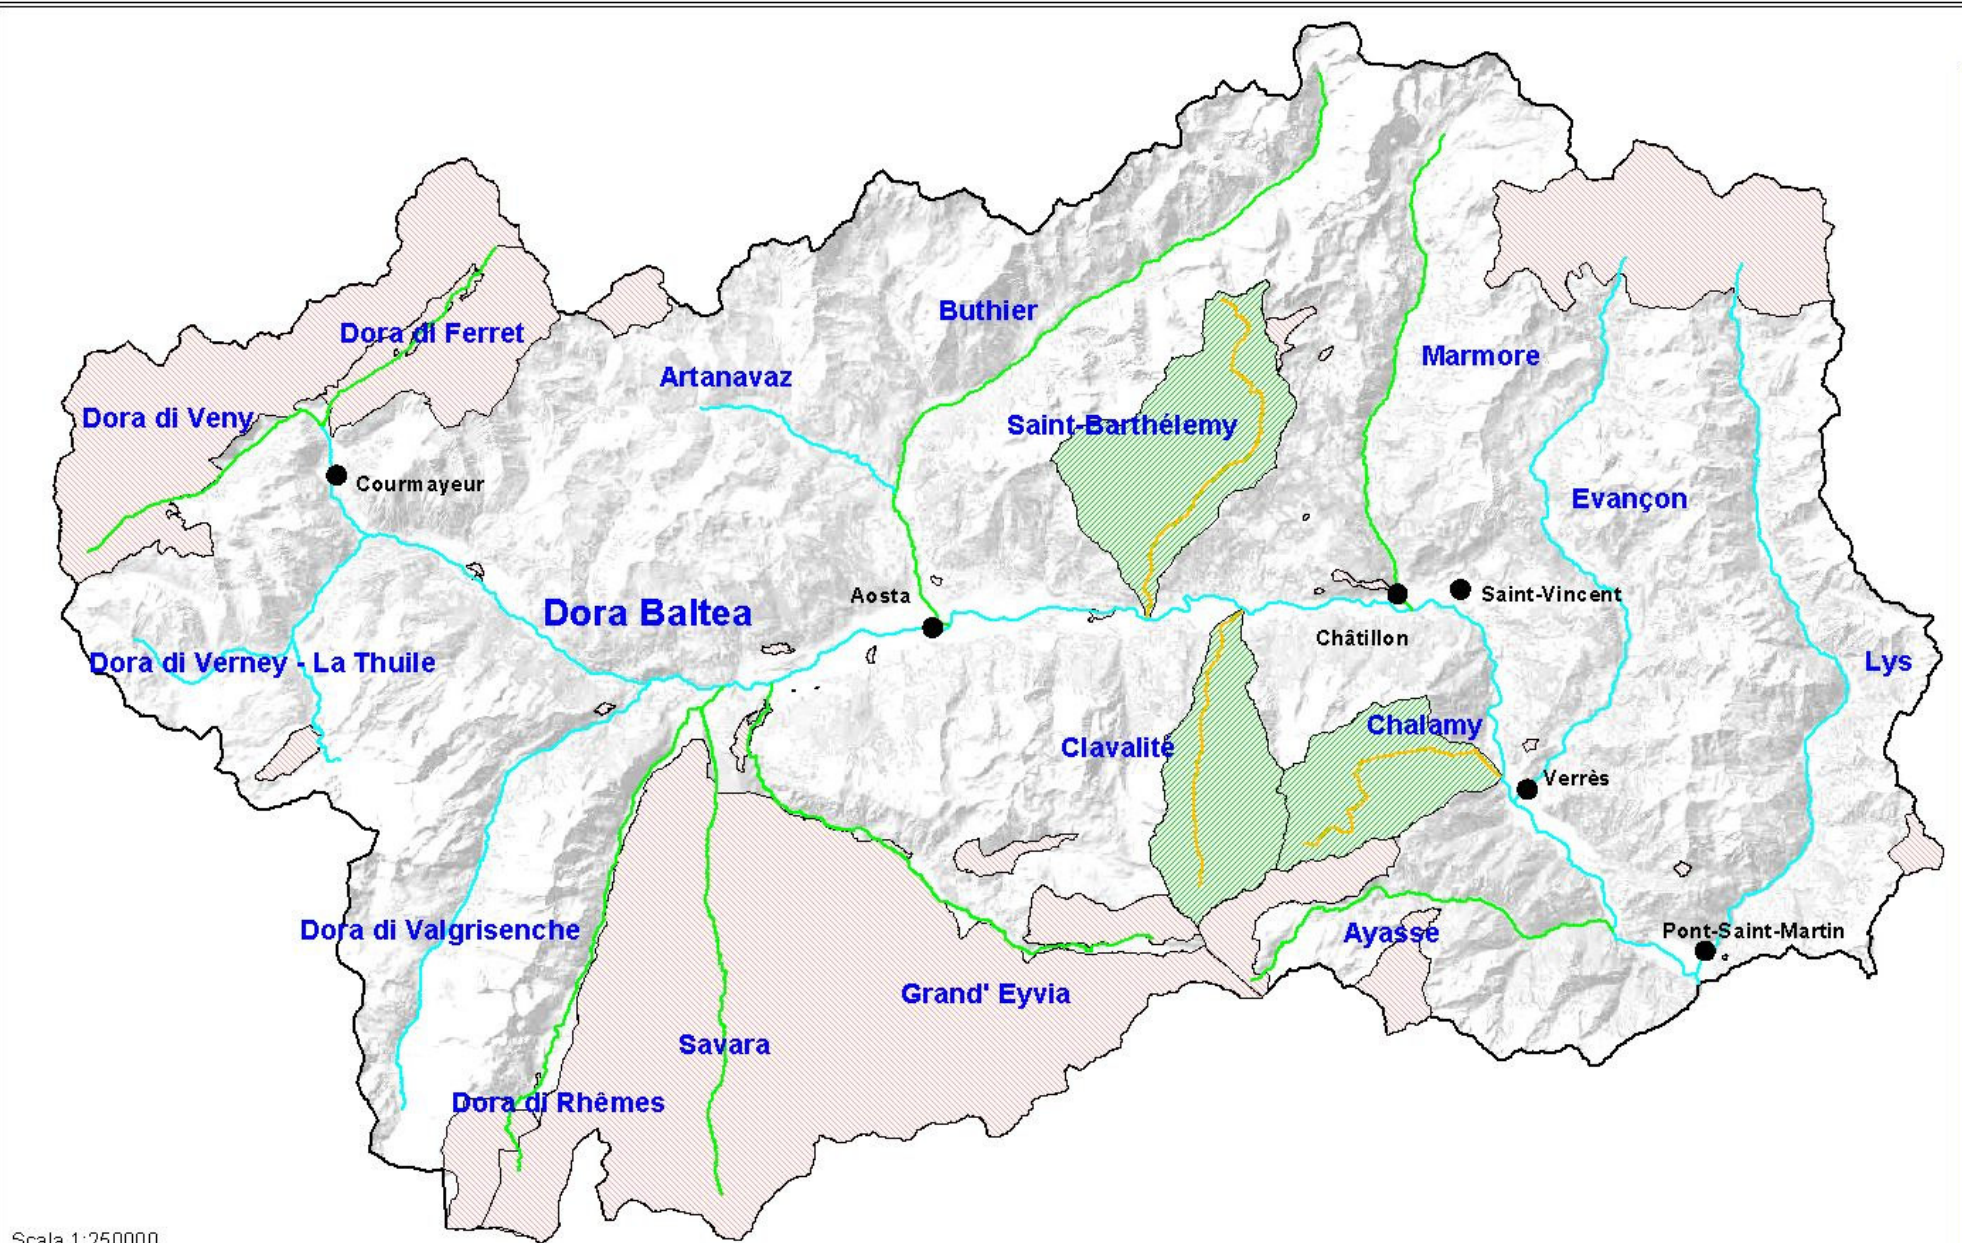 Buthier
Dora di Ferret
Marmore
Artanavaz
Dora di Veny
Saint-Barthélemy
Courmayeur
Evançon
Aosta
Saint-Vincent
Dora Baltea
Châtillon
Dora di Verney - La Thuile
Lys
Chalamy
Clavalité
Verrès
Dora di Valgrisenche
Ayasse
Pont-Saint-Martin
Grand' Eyvia
Savara
Dora di Rhêmes
Scala 1:250000